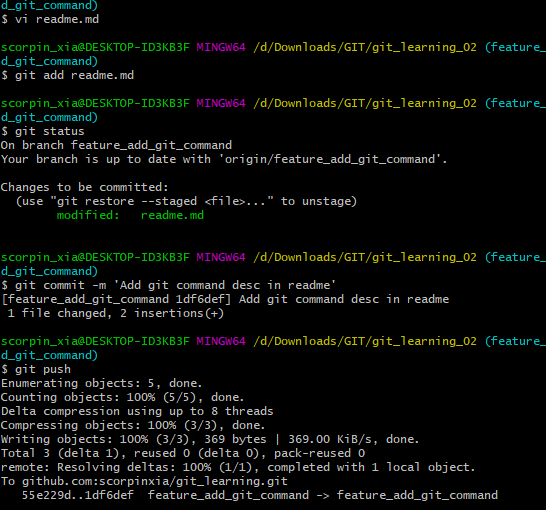 d_git_command)
$ vi readme.md
scorpin_xia@DESKTOP-ID3KB3F MINGW64 /d/Downloads/GIT/git_learning_02 (feature_
d_git_command)
$ git add readme.md
scorpin_xia@DESKTOP-ID3KB3F MINGW64 /d/Downloads/GIT/git_learning_02 (feature_
d_git_command)
$ git status
On branch feature_add_git_command
Your branch is up to date with 'origin/feature_add_git_command'.
Changes to be committed:
  (use "git restore --staged <file>..." to unstage)
        modified:   readme.md
scorpin_xia@DESKTOP-ID3KB3F MINGW64 /d/Downloads/GIT/git_learning_02 (feature_
d_git_command)
$ git commit -m 'Add git command desc in readme'
[feature_add_git_command 1df6def] Add git command desc in readme
 1 file changed, 2 insertions(+)
scorpin_xia@DESKTOP-ID3KB3F MINGW64 /d/Downloads/GIT/git_learning_02 (feature_
d_git_command)
$ git push
Enumerating objects: 5, done.
Counting objects: 100% (5/5), done.
Delta compression using up to 8 threads
Compressing objects: 100% (3/3), done.
Writing objects: 100% (3/3), 369 bytes | 369.00 KiB/s, done.
Total 3 (delta 1), reused 0 (delta 0), pack-reused 0
remote: Resolving deltas: 100% (1/1), completed with 1 local object.
To github.com:scorpinxia/git_learning.git
   55e229d..1df6def  feature_add_git_command -> feature_add_git_command